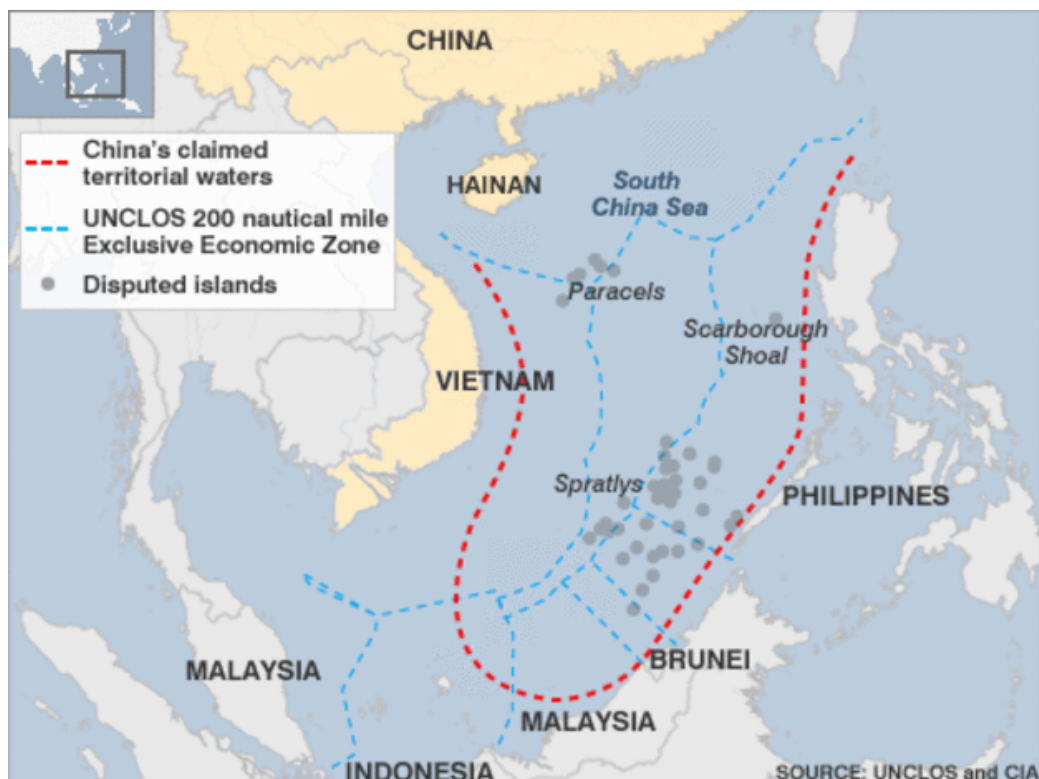 CHINA
China's claimed
territorial waters
UNCLOS 200 nautical mile
Exclusive Economic Zone
Disputed islands
HAINAN
South
China Sea
Paracels
Scarborough
Shoal
VIETNAM
Spratlys
PHILIPPINES
MALAYSIA
BRUNEI
MALAYSIA
INDONESIA
SOURCE: UNCLOS and CIA